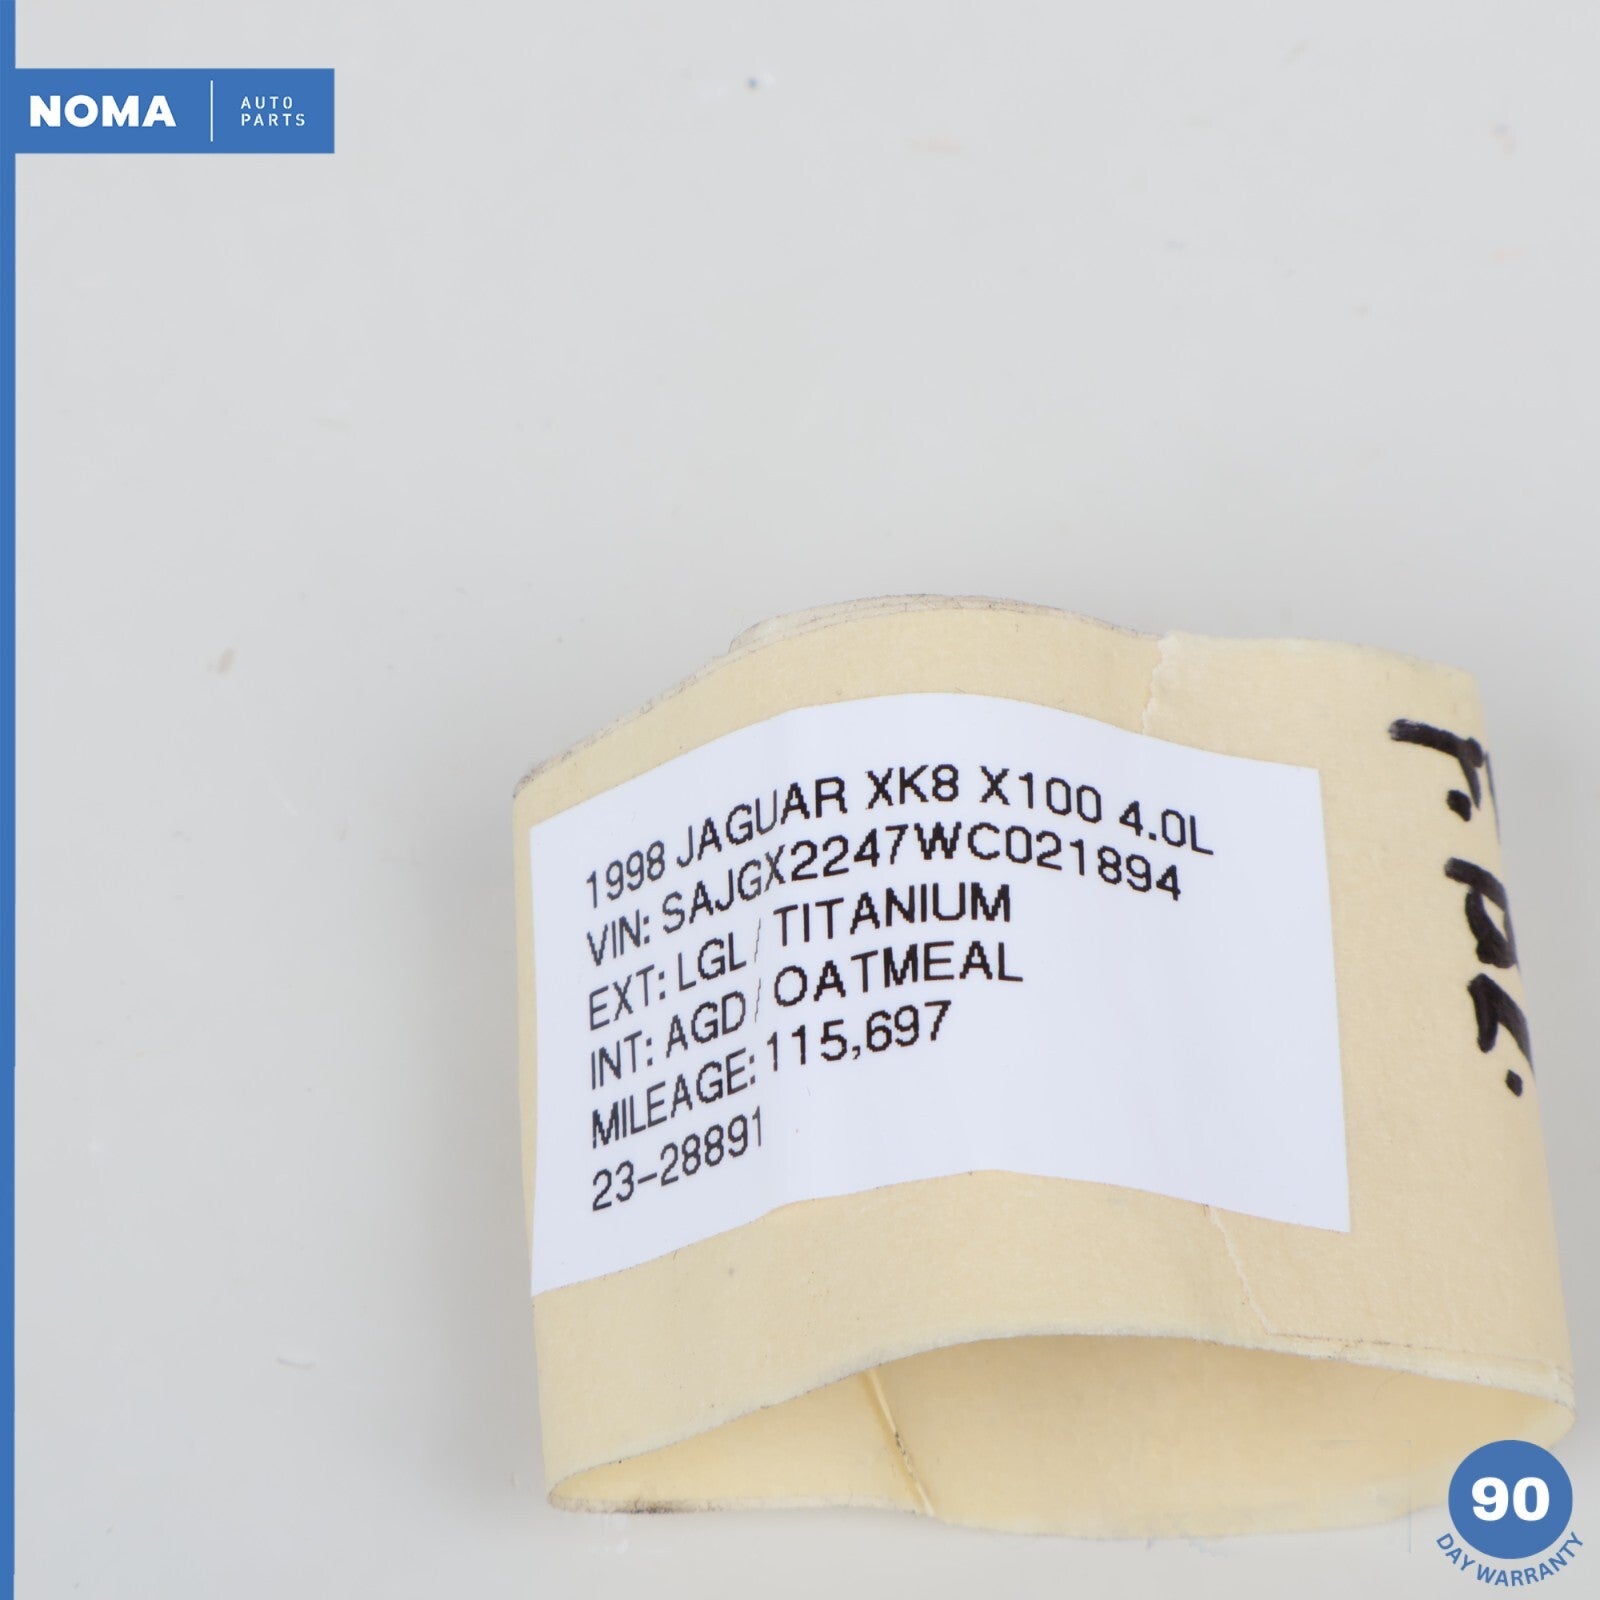 NOMA
AUTO
PARTS
1998 JAGUAR XK8 X100 4.0L
VIN: SAJGX2247WC021894
EXT: LGL/ TITANIUM
INT: AGD/ OATMEAL
MILEAGE: 115,697
23-28891
90
DAY WARRANTY